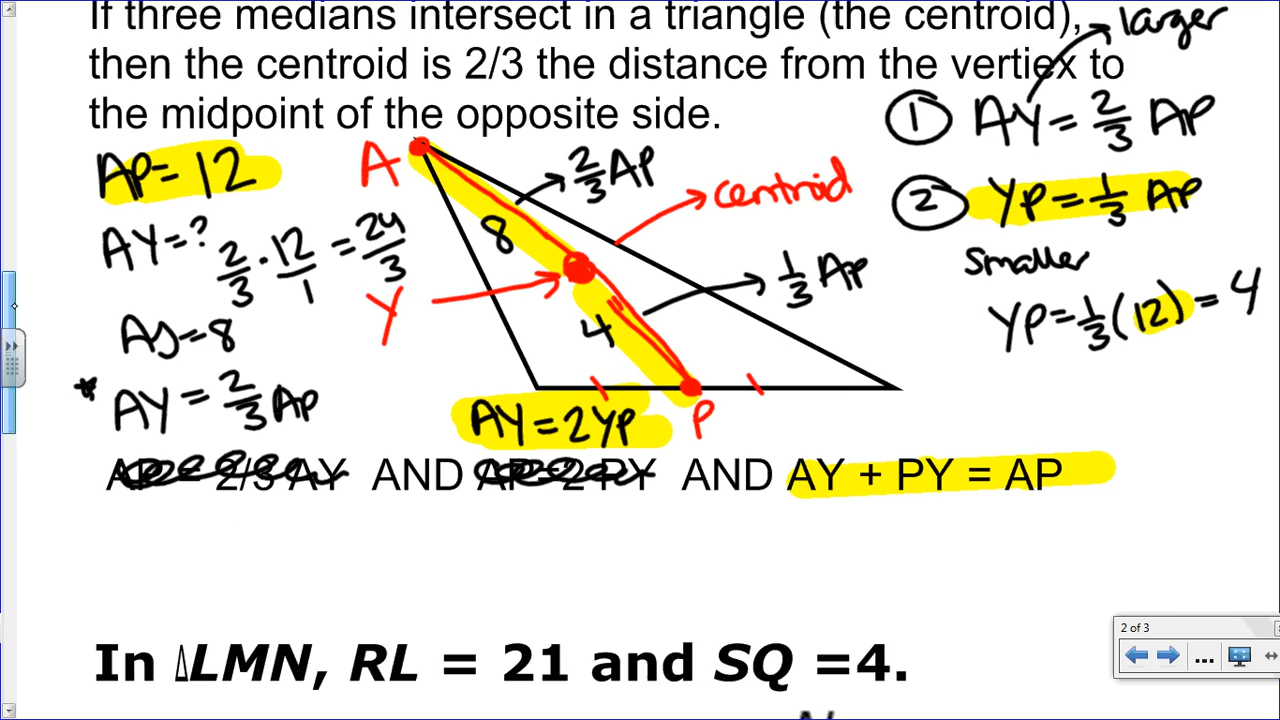 If three medians intersect in a triangle (the centroid),
then the centroid is 2/3 the distance from the vertiex to
the midpoint of the opposite side.
larger
① AY = 2/3 AP
② YP = 1/3 AP
smaller
YP = 1/3 (12) = 4
AP = 12
AY = ?
2/3 · 12/1 = 24/3
Ay = 8
* AY = 2/3 AP
A
2/3 AP
centroid
8
Y
1/3 AP
4
P
AY = 2YP
AP = 2/3 AY AND AP = 2 PY AND AY + PY = AP
In ΔLMN, RL = 21 and SQ =4.
2 of 3
...